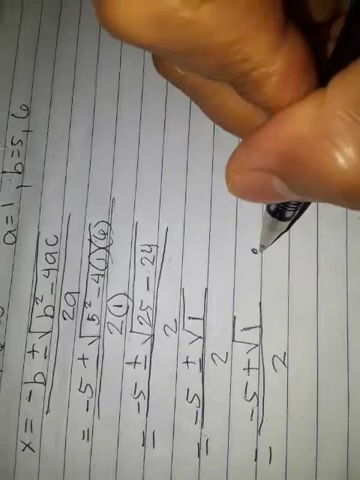 a=1, b=5, 6
x = -b ± √b² - 4ac
2a
= -5 + √5² - 4(1)(6)
2(1)
= -5 ± √25 - 24
2
= -5 ± √1
2
= -5 + √1
2